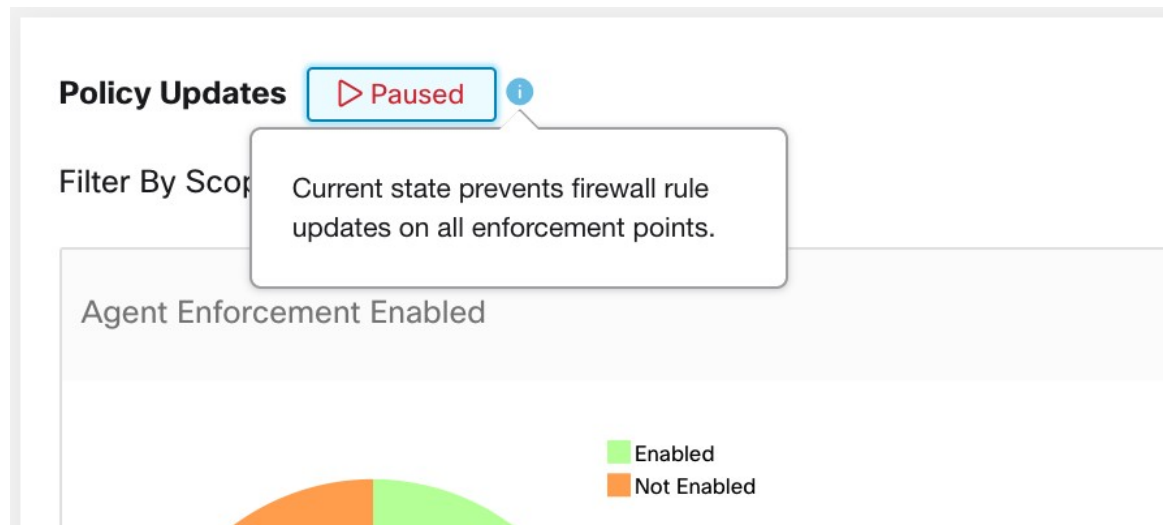 Policy Updates Paused
Filter By
Current state prevents firewall rule
updates on all enforcement points.
Agent Enforcement Enabled
Enabled
Not Enabled